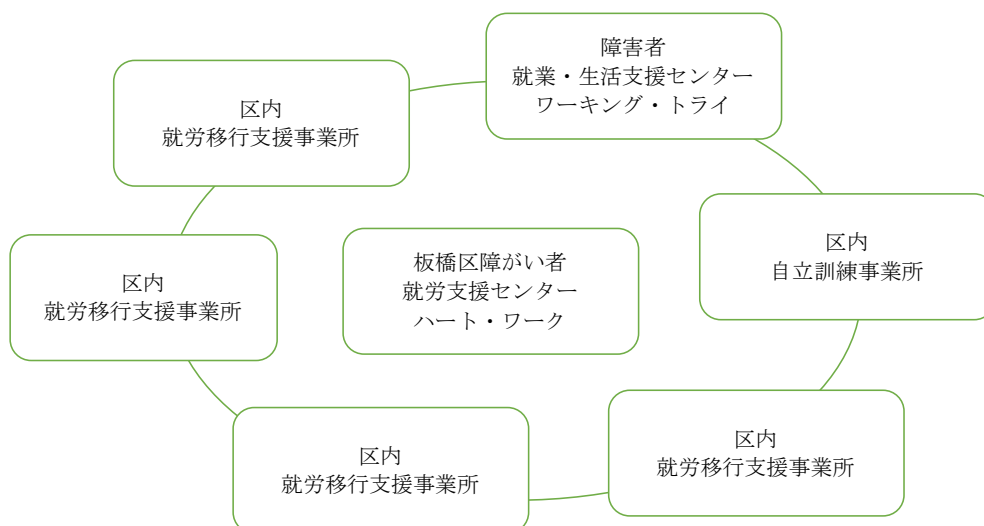 障害者
就業・生活支援センター
ワーキング・トライ
区内
就労移行支援事業所
区内
自立訓練事業所
区内
就労移行支援事業所
板橋区障がい者
就労支援センター
ハート・ワーク
区内
就労移行支援事業所
区内
就労移行支援事業所